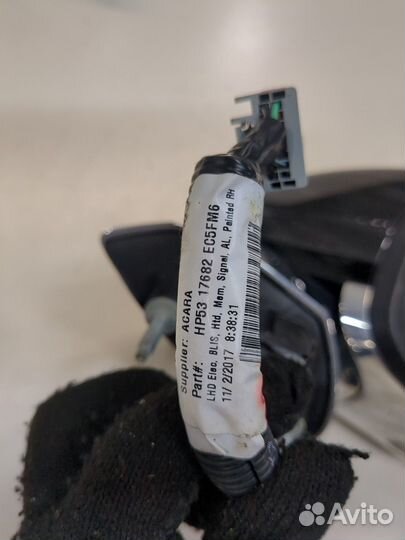 Supplier: ACARA
Part#: HP53 17682 EC5FM6
LHD Elec, BLIS, Htd, Mem, Signal, AL, Painted RH
11/ 2/2017 8:38:31
Avito